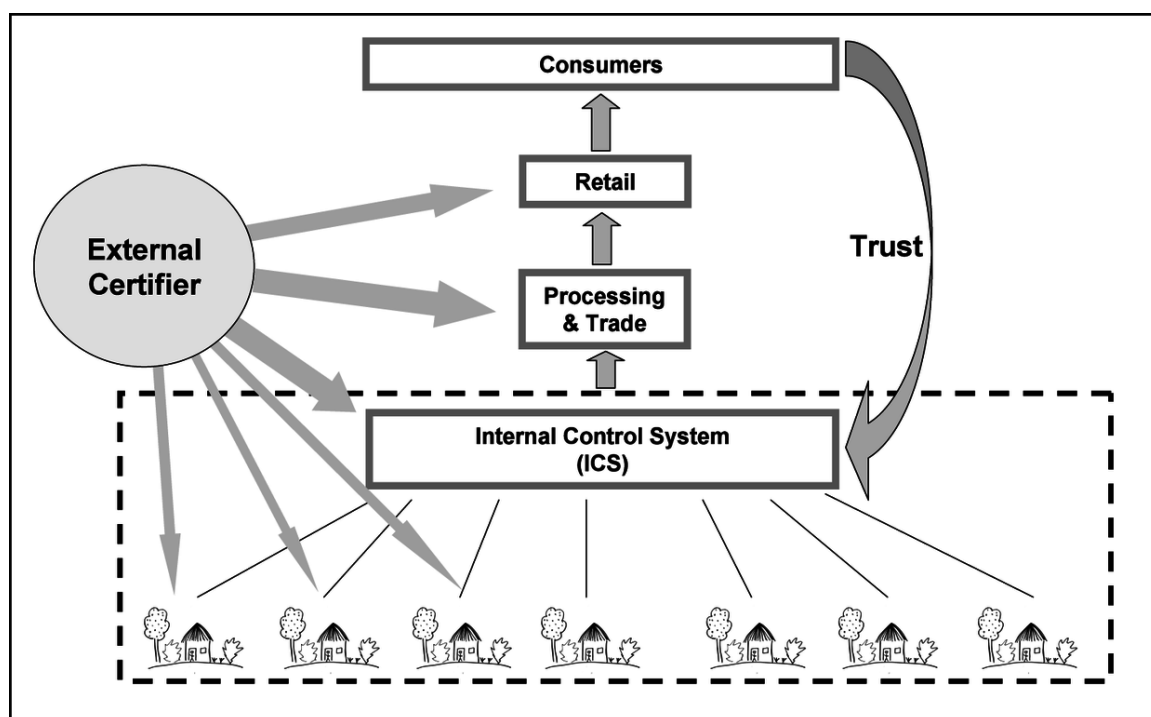 Consumers
Retail
External
Certifier
Trust
Processing
& Trade
Internal Control System
(ICS)